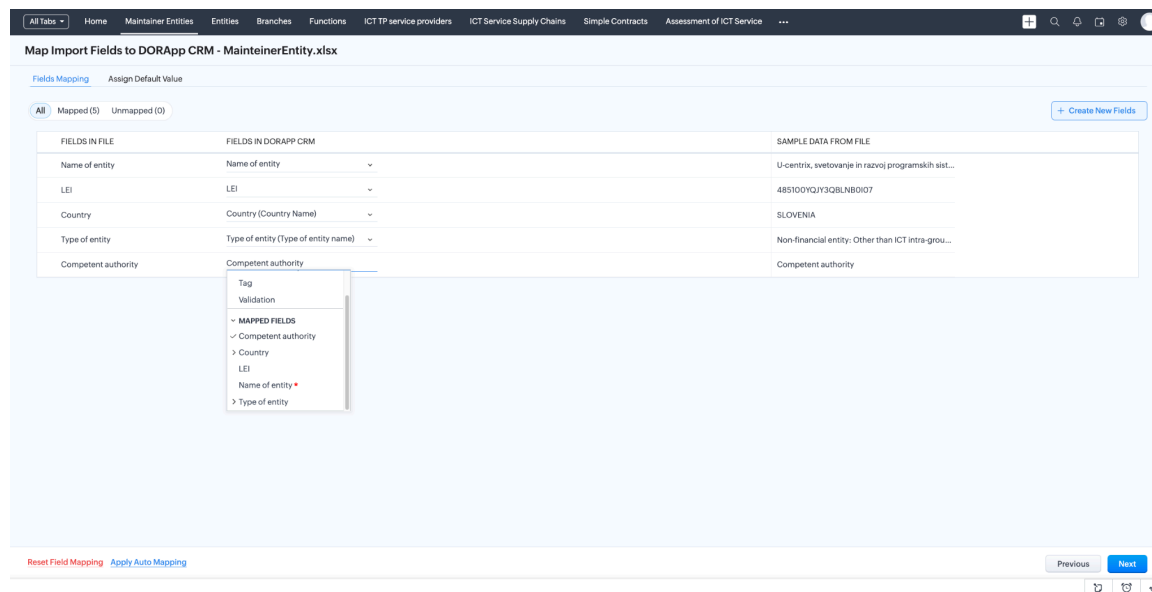 All Tabs Home Maintainer Entities Entities Branches Functions ICT TP service providers ICT Service Supply Chains Simple Contracts Assessment of ICT Service ...
Map Import Fields to DORApp CRM - MainteinerEntity.xlsx
Fields Mapping Assign Default Value
All Mapped (5) Unmapped (0) + Create New Fields
FIELDS IN FILE FIELDS IN DORAPP CRM SAMPLE DATA FROM FILE
Name of entity Name of entity U-centrix, svetovanje in razvoj programskih sist...
LEI LEI 485100YQJY3QBLNB0I07
Country Country (Country Name) SLOVENIA
Type of entity Type of entity (Type of entity name) Non-financial entity: Other than ICT intra-grou...
Competent authority Competent authority Competent authority
Tag
Validation
MAPPED FIELDS
Competent authority
Country
LEI
Name of entity *
Type of entity
Reset Field Mapping Apply Auto Mapping Previous Next